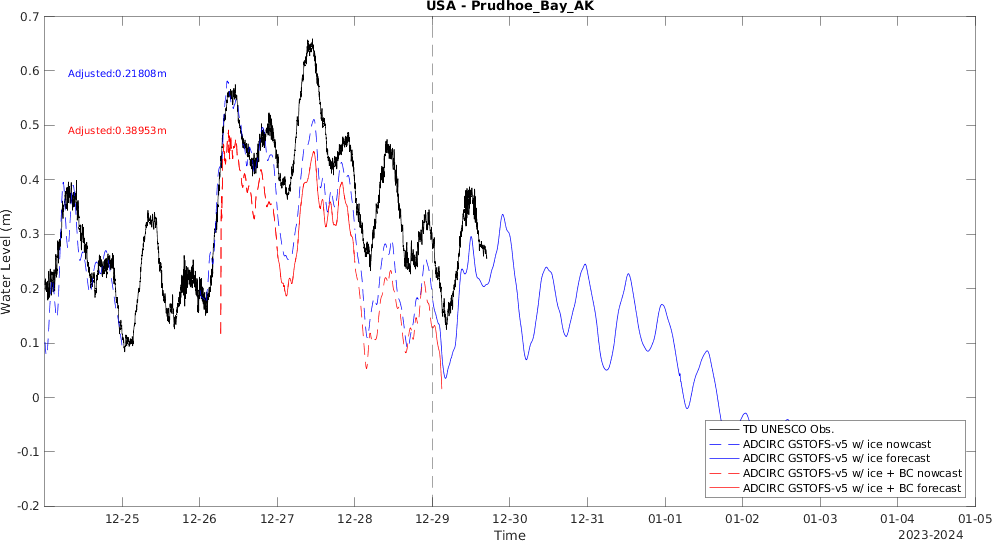 USA - Prudhoe_Bay_AK
0.7
0.6
0.5
0.4
0.3
0.2
0.1
0
-0.1
-0.2
Water Level (m)
Adjusted:0.21808m
Adjusted:0.38953m
TD UNESCO Obs.
ADCIRC GSTOFS-v5 w/ ice nowcast
ADCIRC GSTOFS-v5 w/ ice forecast
ADCIRC GSTOFS-v5 w/ ice + BC nowcast
ADCIRC GSTOFS-v5 w/ ice + BC forecast
12-25 12-26 12-27 12-28 12-29 12-30 12-31 01-01 01-02 01-03 01-04 01-05
Time
2023-2024